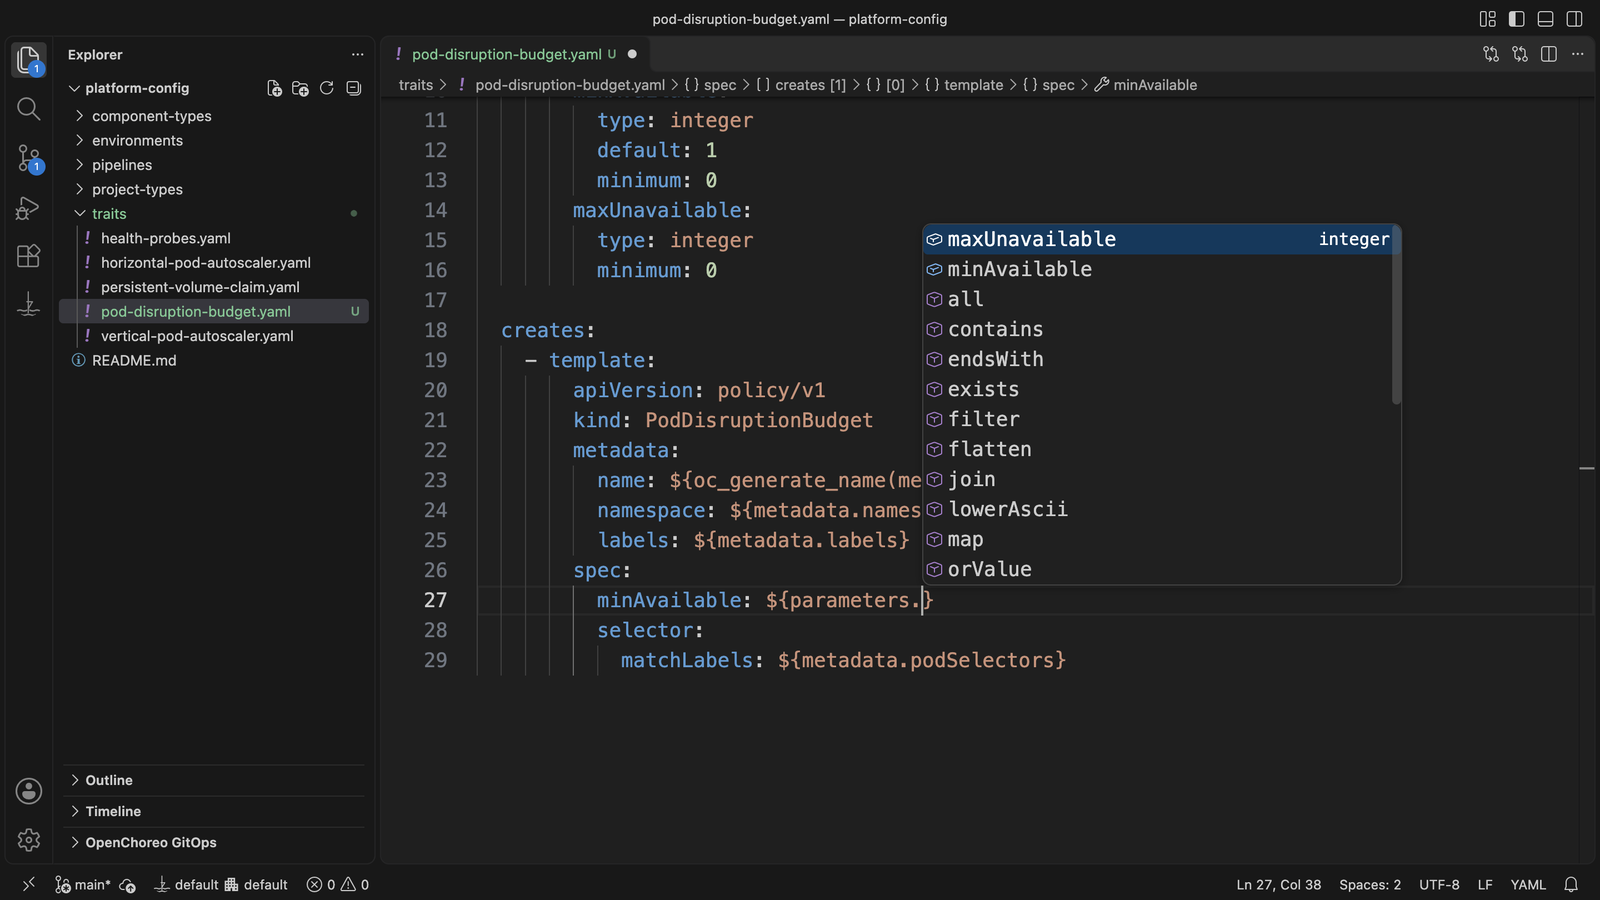 pod-disruption-budget.yaml — platform-config
Explorer
platform-config
component-types
environments
pipelines
project-types
traits
health-probes.yaml
horizontal-pod-autoscaler.yaml
persistent-volume-claim.yaml
pod-disruption-budget.yaml U
vertical-pod-autoscaler.yaml
README.md
Outline
Timeline
OpenChoreo GitOps
1
1
! pod-disruption-budget.yaml U
traits > ! pod-disruption-budget.yaml > { } spec > [ ] creates [1] > { } [0] > { } template > { } spec > minAvailable
11 type: integer
12 default: 1
13 minimum: 0
14 maxUnavailable:
15 type: integer
16 minimum: 0
17
18 creates:
19 - template:
20 apiVersion: policy/v1
21 kind: PodDisruptionBudget
22 metadata:
23 name: ${oc_generate_name(me
24 namespace: ${metadata.names
25 labels: ${metadata.labels}
26 spec:
27 minAvailable: ${parameters.}
28 selector:
29 matchLabels: ${metadata.podSelectors}
maxUnavailable integer
minAvailable
all
contains
endsWith
exists
filter
flatten
join
lowerAscii
map
orValue
main* default default 0 0
Ln 27, Col 38 Spaces: 2 UTF-8 LF YAML